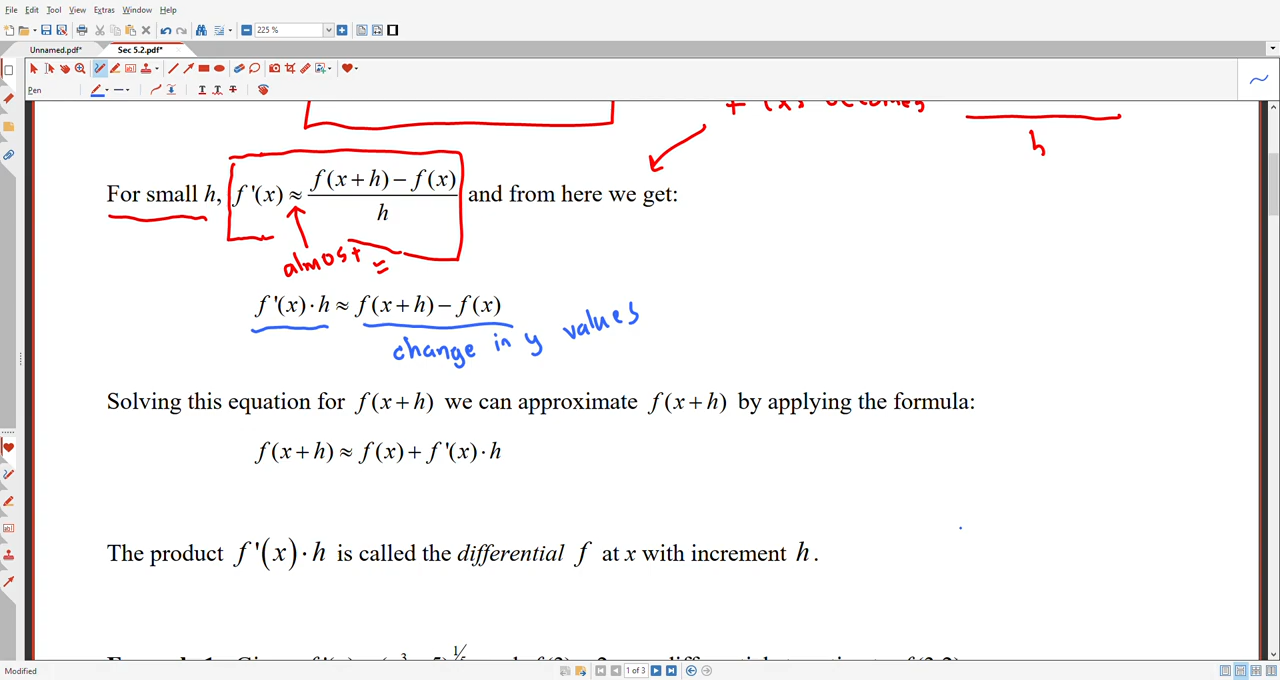 File Edit Tool View Extras Window Help
225 %
Unnamed.pdf* Sec 5.2.pdf*
Pen
h
For small h, f '(x) ≈ (f(x+h) − f(x))/h and from here we get:
almost =
f '(x)·h ≈ f(x+h) − f(x)
change in y values
Solving this equation for f(x+h) we can approximate f(x+h) by applying the formula:
f(x+h) ≈ f(x) + f '(x)·h
The product f '(x)·h is called the differential f at x with increment h.
Modified
1 of 3